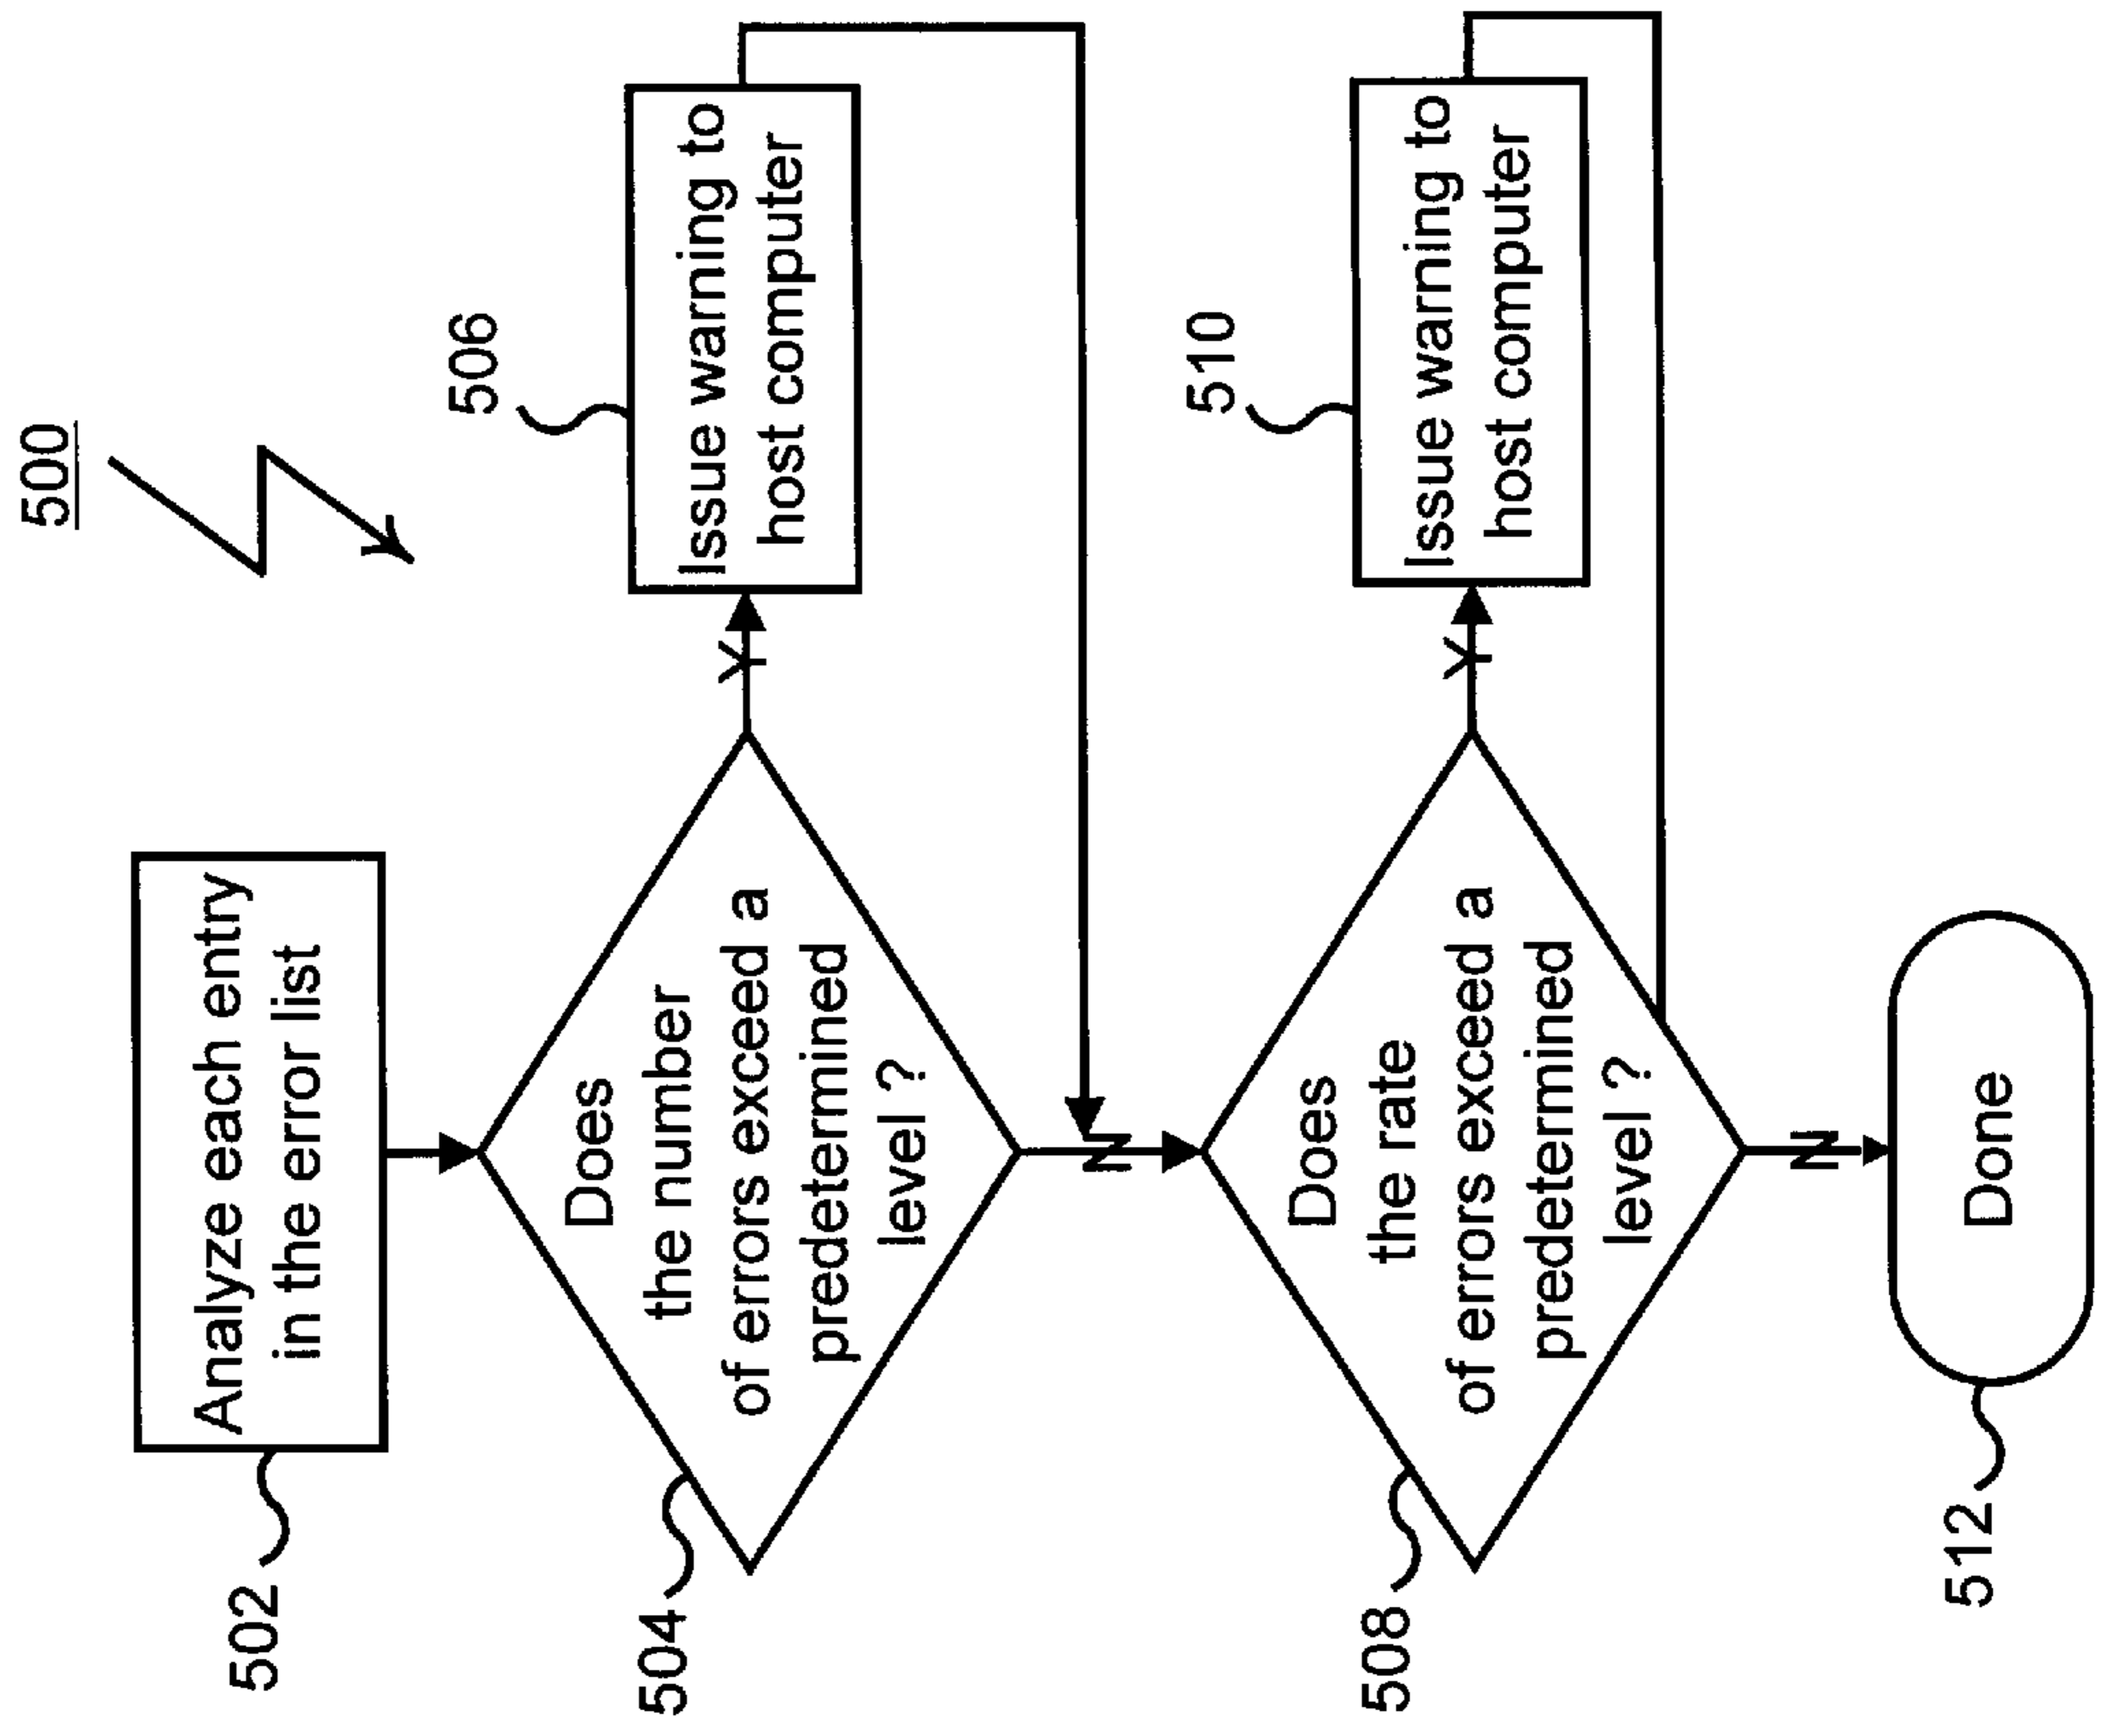 500
502
Analyze each entry
in the error list
504
Does
the number
of errors exceed a
predetermined
level ?
Y
506
Issue warning to
host computer
N
508
Does
the rate
of errors exceed a
predetermined
level ?
Y
510
Issue warning to
host computer
N
512
Done